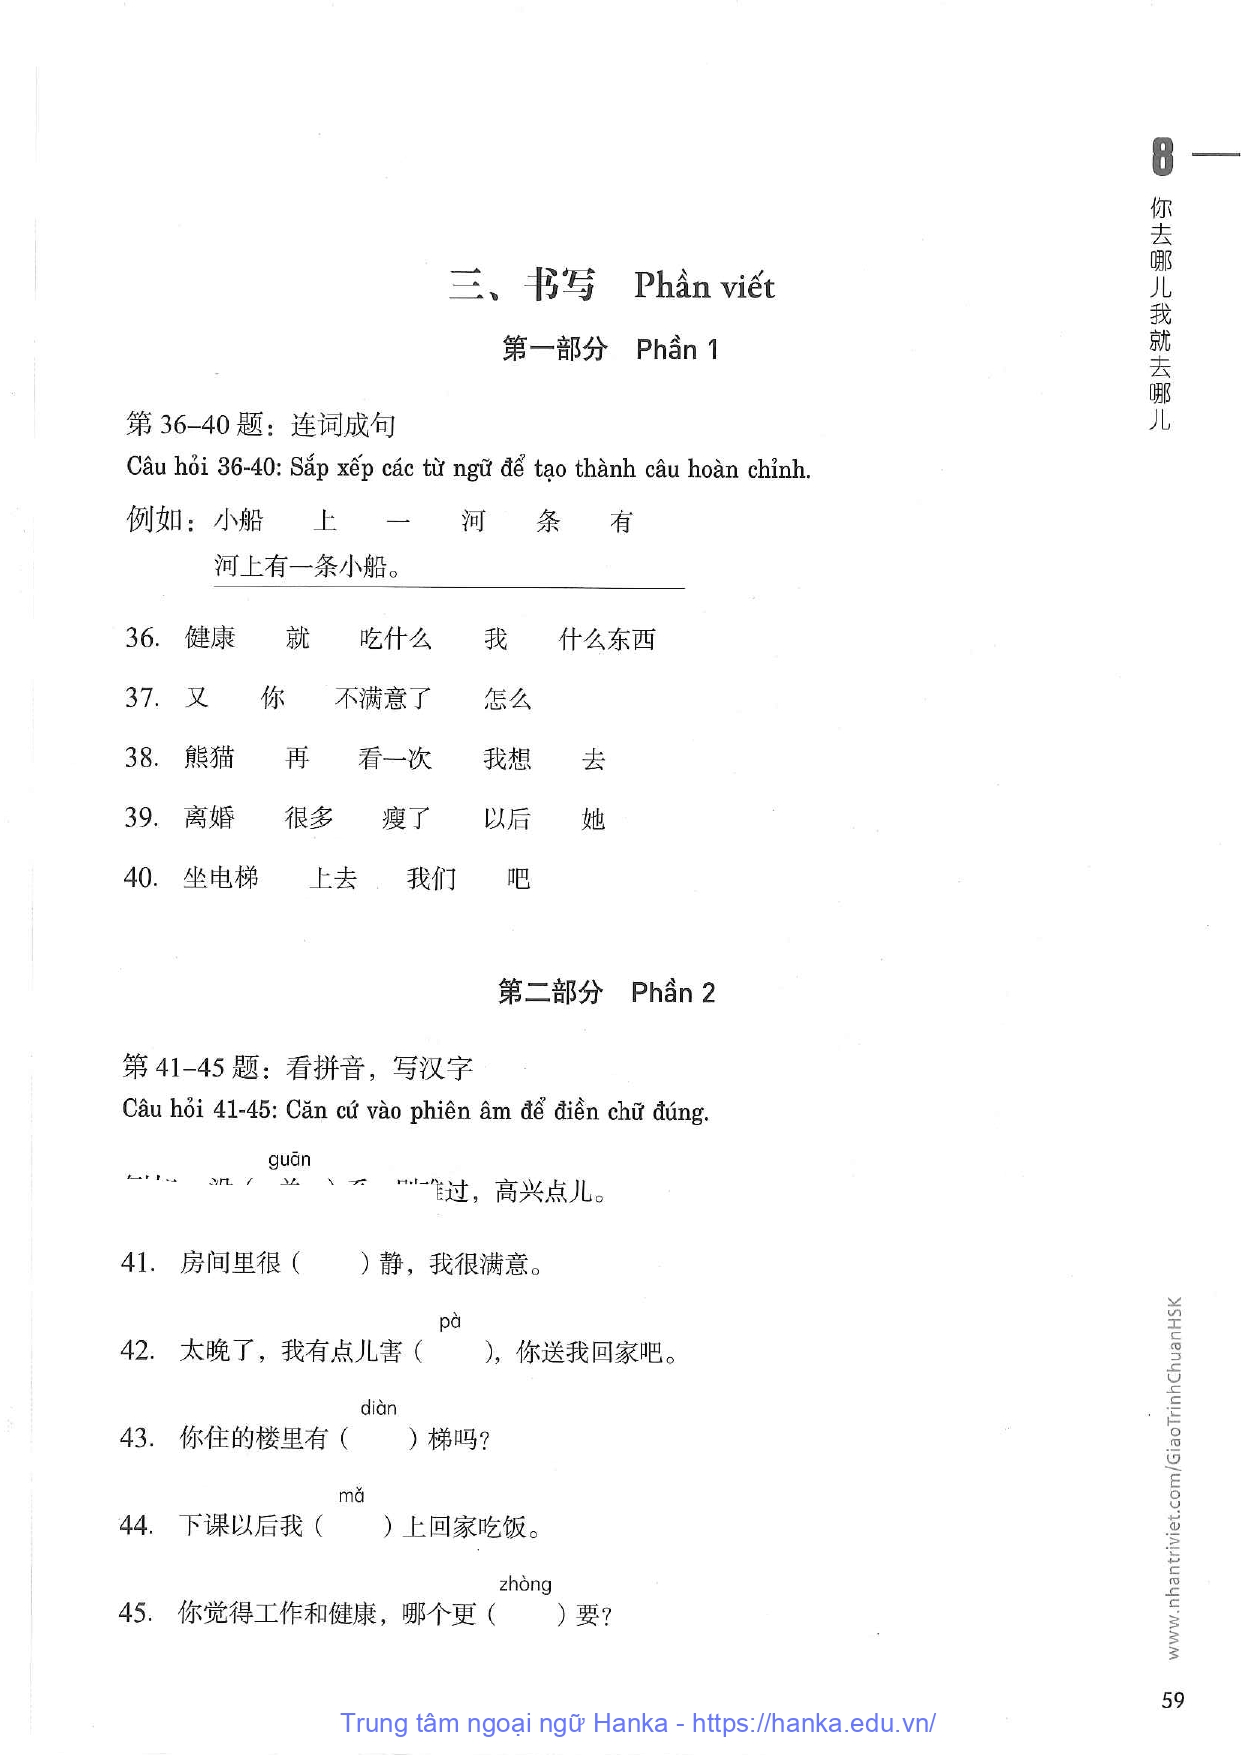 8
你去哪儿我就去哪儿
三、书写 Phần viết
第一部分 Phần 1
第 36–40 题：连词成句
Câu hỏi 36-40: Sắp xếp các từ ngữ để tạo thành câu hoàn chỉnh.
例如：小船 上 一 河 条 有
河上有一条小船。
36. 健康 就 吃什么 我 什么东西
37. 又 你 不满意了 怎么
38. 熊猫 再 看一次 我想 去
39. 离婚 很多 瘦了 以后 她
40. 坐电梯 上去 我们 吧
第二部分 Phần 2
第 41–45 题：看拼音，写汉字
Câu hỏi 41-45: Căn cứ vào phiên âm để điền chữ đúng.
guān
过，高兴点儿。
41. 房间里很（ ）静，我很满意。
pà
42. 太晚了，我有点儿害（ ），你送我回家吧。
diàn
43. 你住的楼里有（ ）梯吗？
mǎ
44. 下课以后我（ ）上回家吃饭。
zhòng
45. 你觉得工作和健康，哪个更（ ）要？
www.nhantriviet.com/GiaoTrinhChuanHSK
59
Trung tâm ngoại ngữ Hanka - https://hanka.edu.vn/